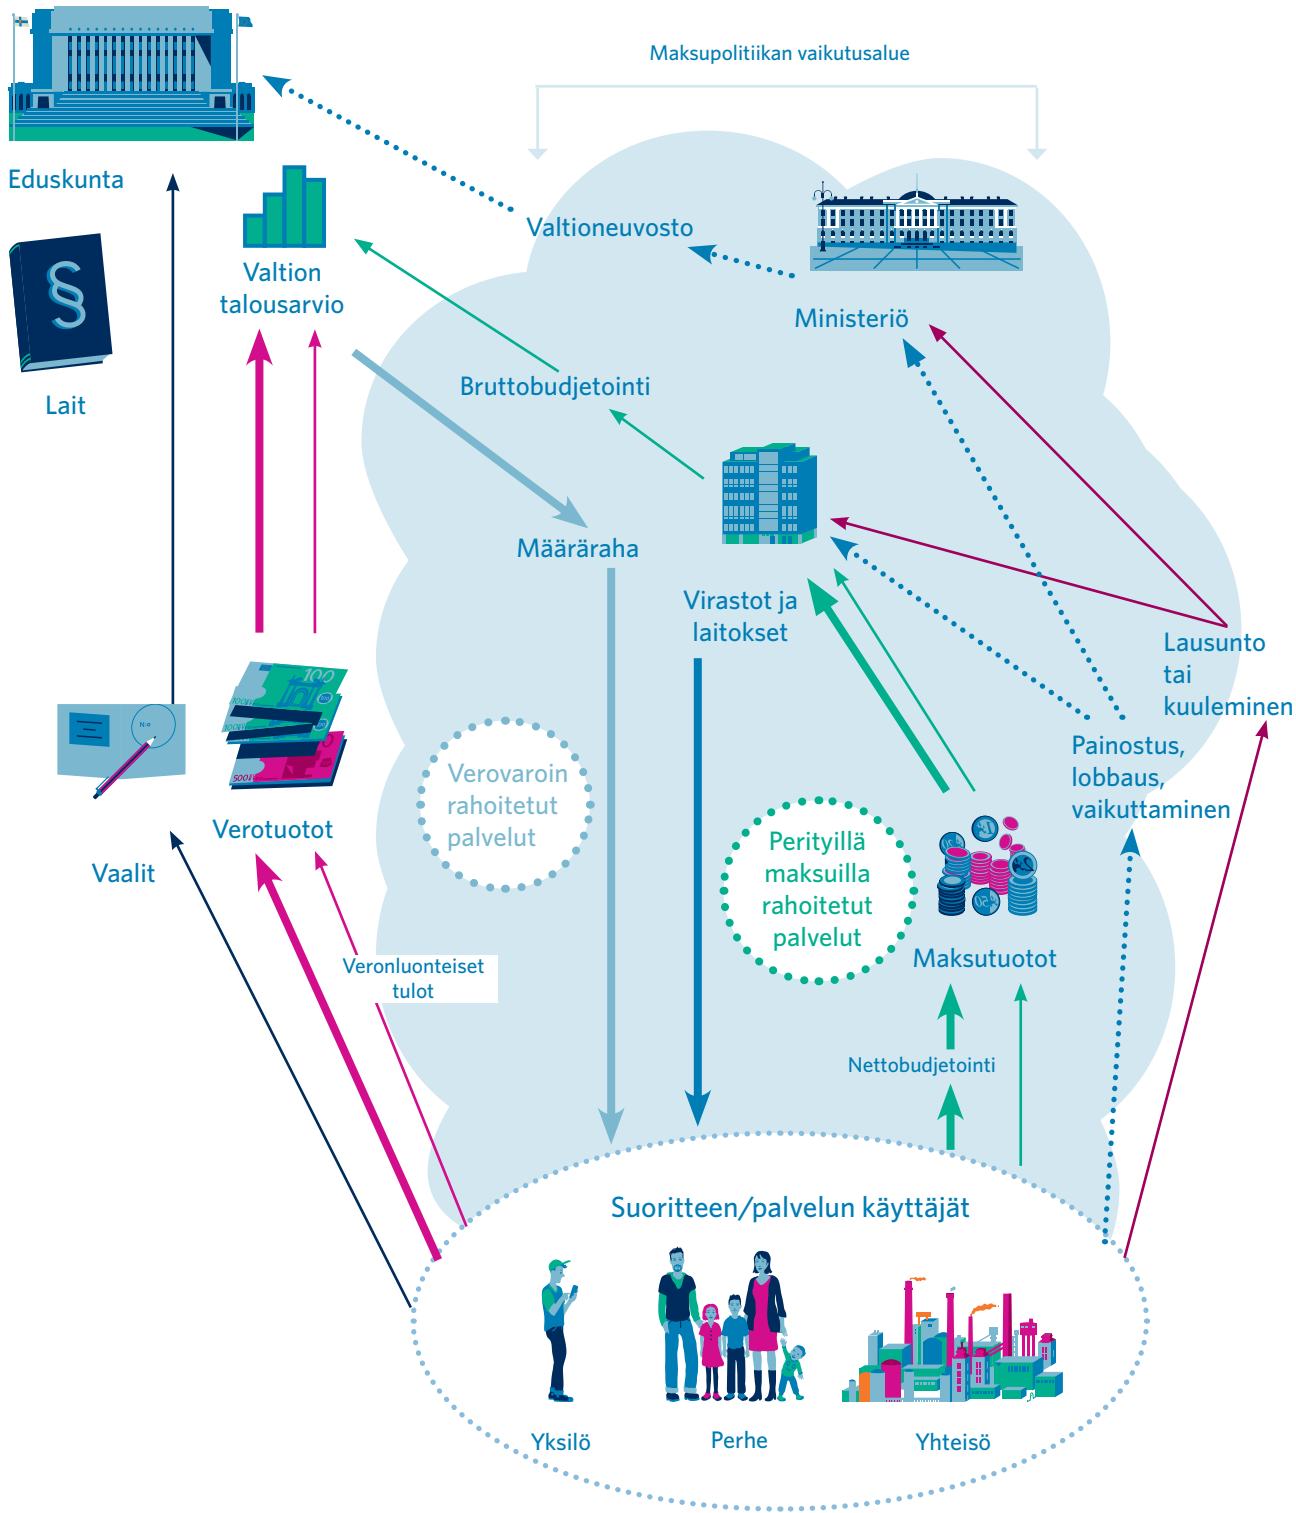 Maksupolitiikan vaikutusalue
Eduskunta
Valtioneuvosto
Valtion
talousarvio
Ministeriö
Lait
Bruttobudjetointi
Määräraha
Virastot ja
laitokset
Lausunto
tai
kuuleminen
N:o
100
Painostus,
lobbaus,
vaikuttaminen
Verovaroin
rahoitetut
palvelut
Verotuotot
Perityillä
maksuilla
rahoitetut
palvelut
Vaalit
Maksutuotot
Veronluonteiset
tulot
Nettobudjetointi
Suoritteen/palvelun käyttäjät
Yksilö
Perhe
Yhteisö